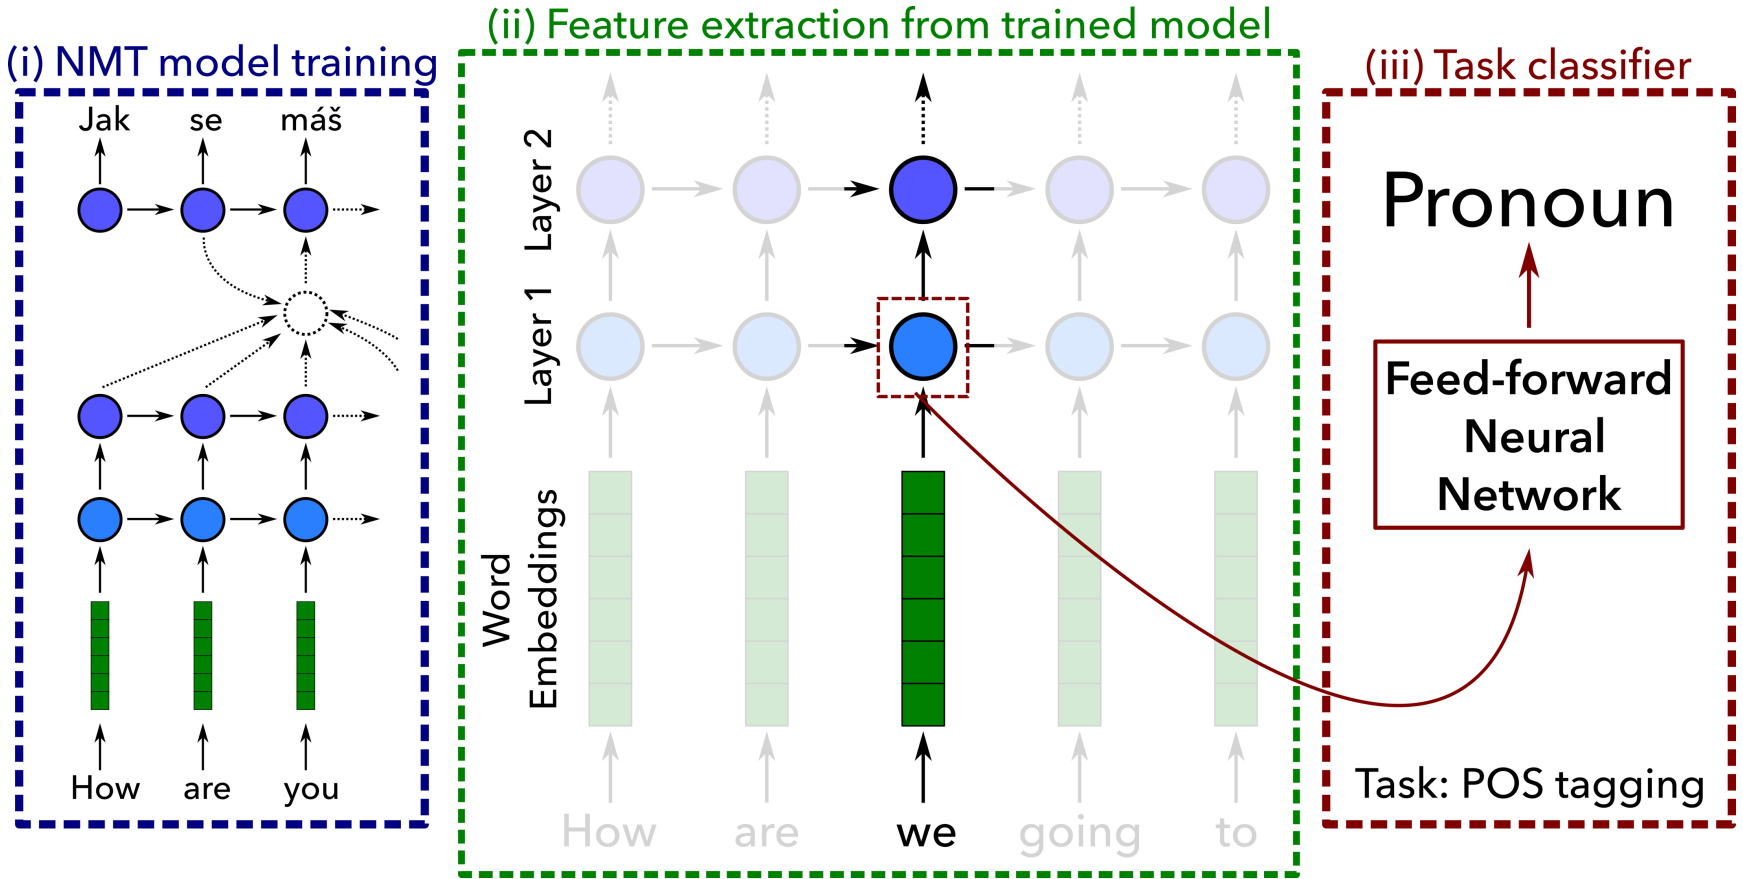 (i) NMT model training
Jak se máš
How are you
(ii) Feature extraction from trained model
Layer 2
Layer 1
Word
Embeddings
How are we going to
(iii) Task classifier
Pronoun
Feed-forward
Neural
Network
Task: POS tagging